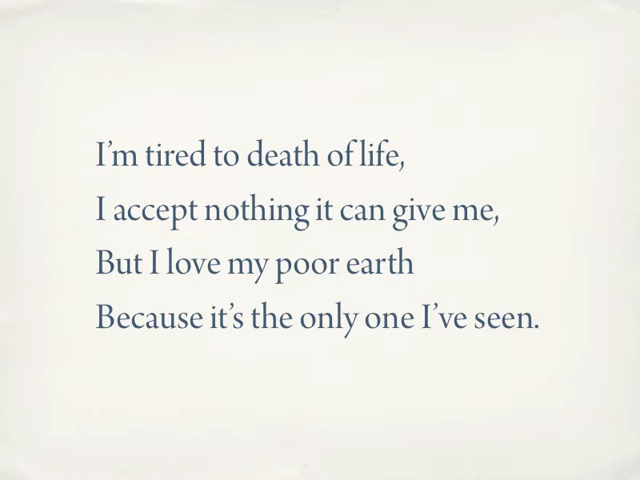 I’m tired to death of life,
I accept nothing it can give me,
But I love my poor earth
Because it’s the only one I’ve seen.